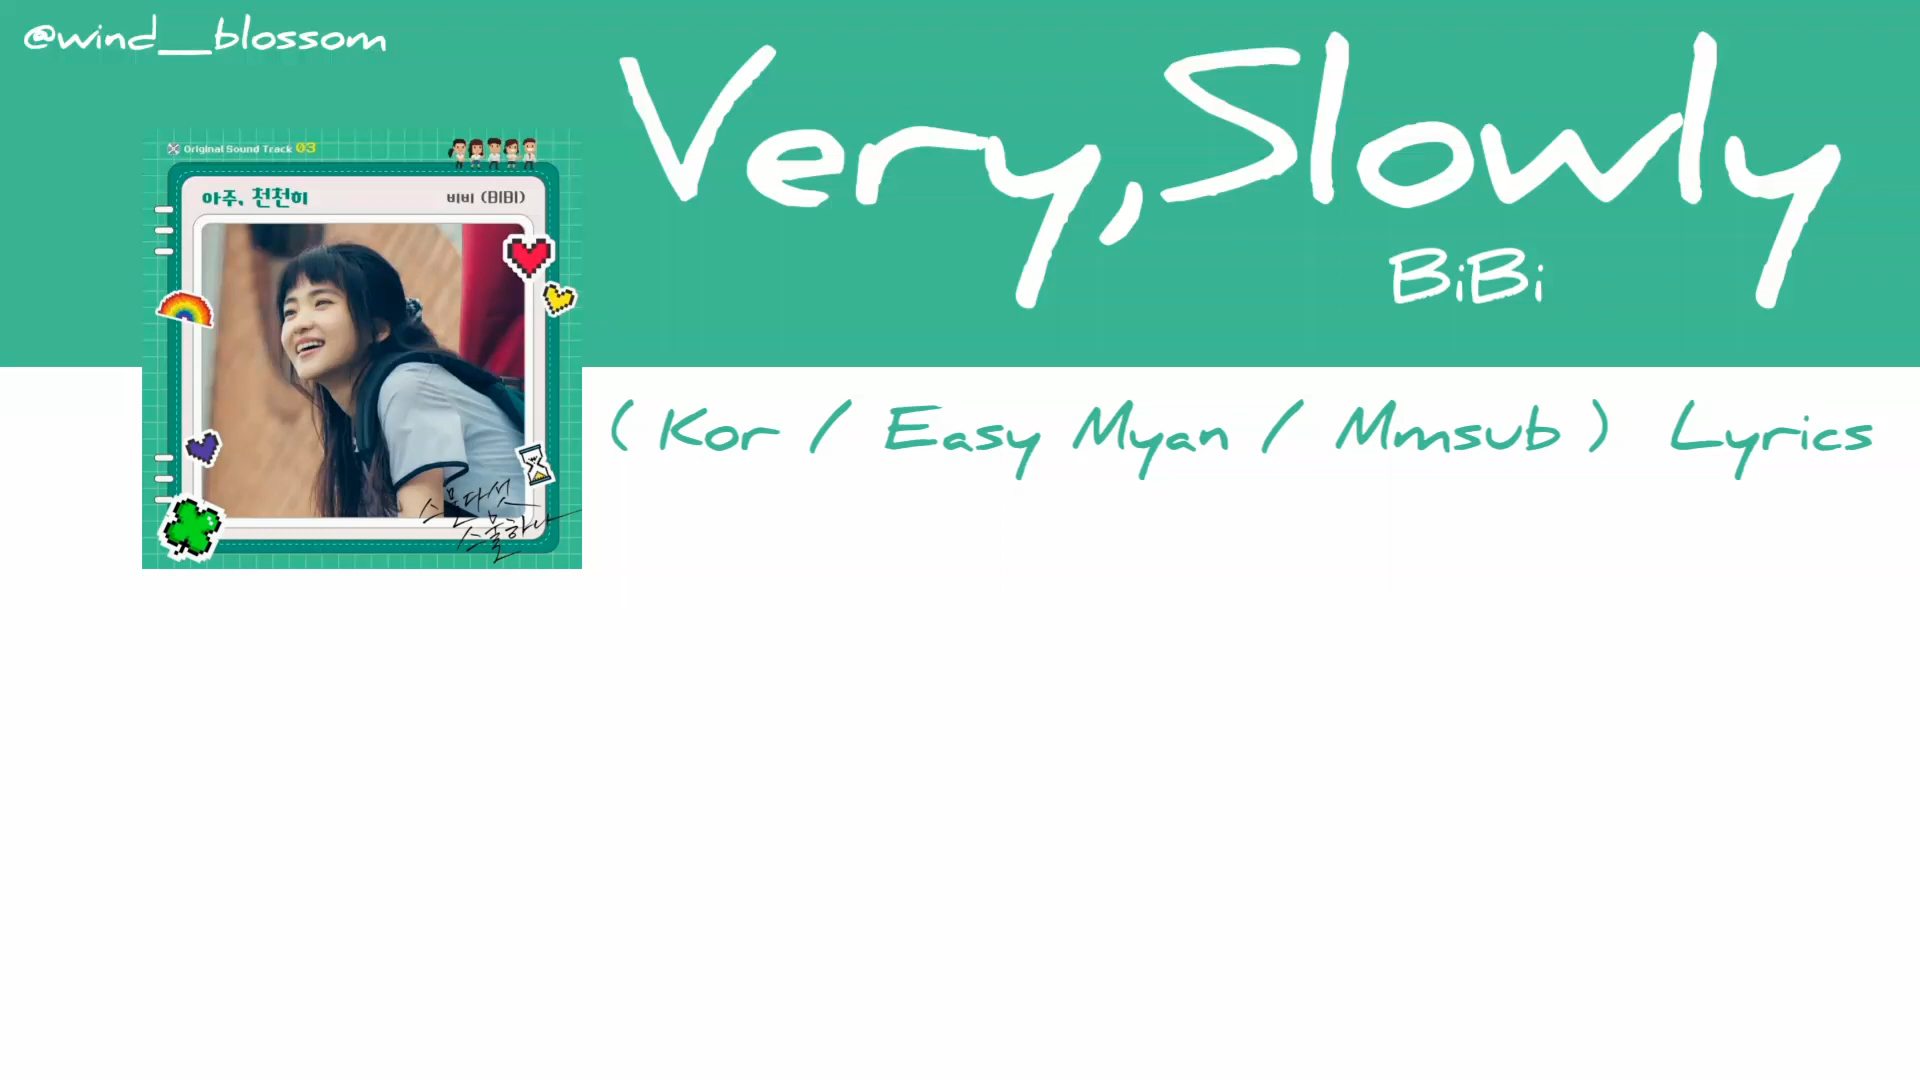 @wind__blossom
Very,Slowly
BiBi
Original Sound Track 03
아주, 천천히
비비 (BIBI)
스물다섯
스물하나
(Kor / Easy Myan / Mmsub) Lyrics